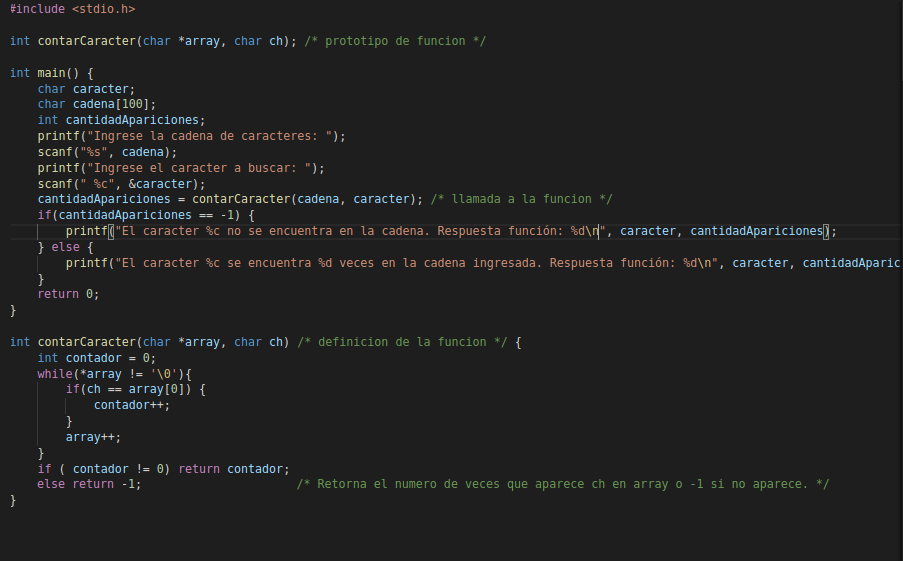 #include <stdio.h>
int contarCaracter(char *array, char ch); /* prototipo de funcion */
int main() {
char caracter;
char cadena[100];
int cantidadApariciones;
printf("Ingrese la cadena de caracteres: ");
scanf("%s", cadena);
printf("Ingrese el caracter a buscar: ");
scanf(" %c", &caracter);
cantidadApariciones = contarCaracter(cadena, caracter); /* llamada a la funcion */
if(cantidadApariciones == -1) {
printf("El caracter %c no se encuentra en la cadena. Respuesta función: %d\n", caracter, cantidadApariciones);
} else {
printf("El caracter %c se encuentra %d veces en la cadena ingresada. Respuesta función: %d\n", caracter, cantidadAparic
}
return 0;
}
int contarCaracter(char *array, char ch) /* definicion de la funcion */ {
int contador = 0;
while(*array != '\0'){
if(ch == array[0]) {
contador++;
}
array++;
}
if ( contador != 0) return contador;
else return -1; /* Retorna el numero de veces que aparece ch en array o -1 si no aparece. */
}